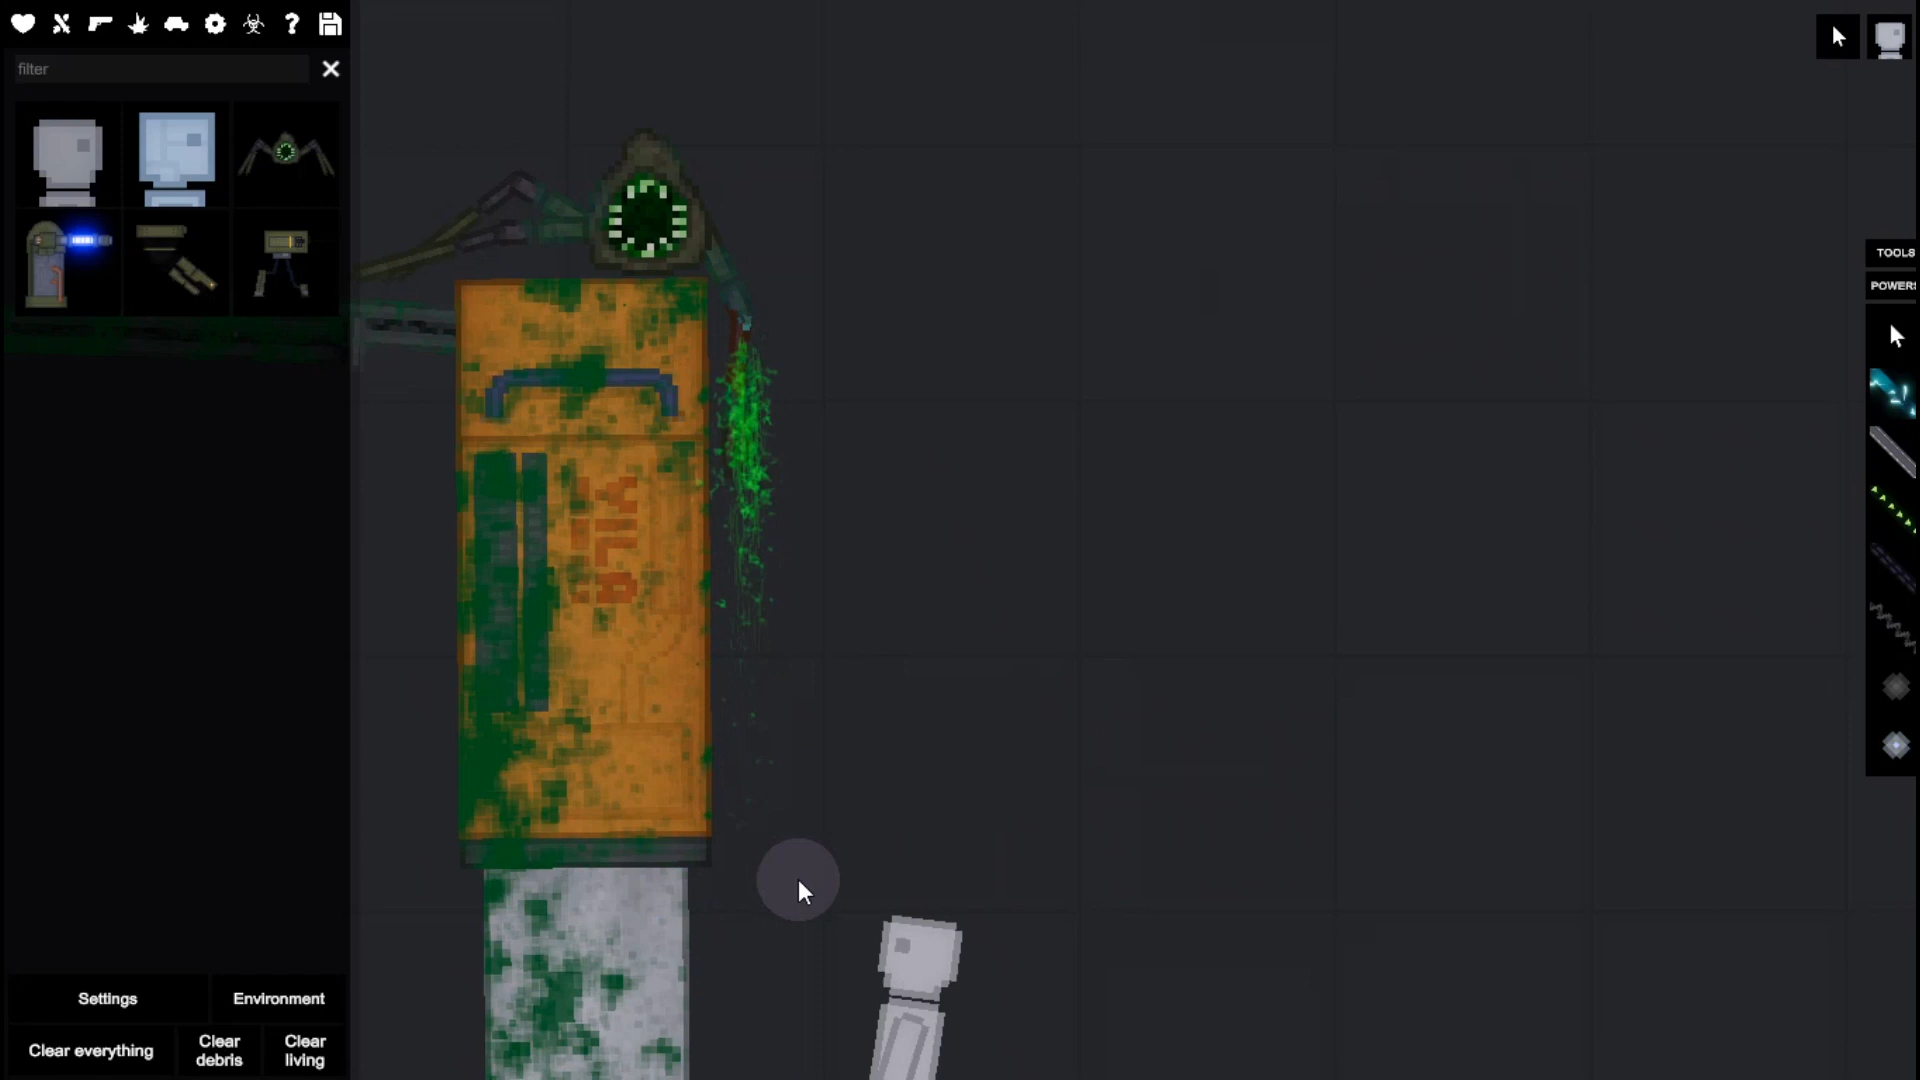 ?
filter
TOOLS
POWERS
Settings
Environment
Clear everything
Clear
debris
Clear
living